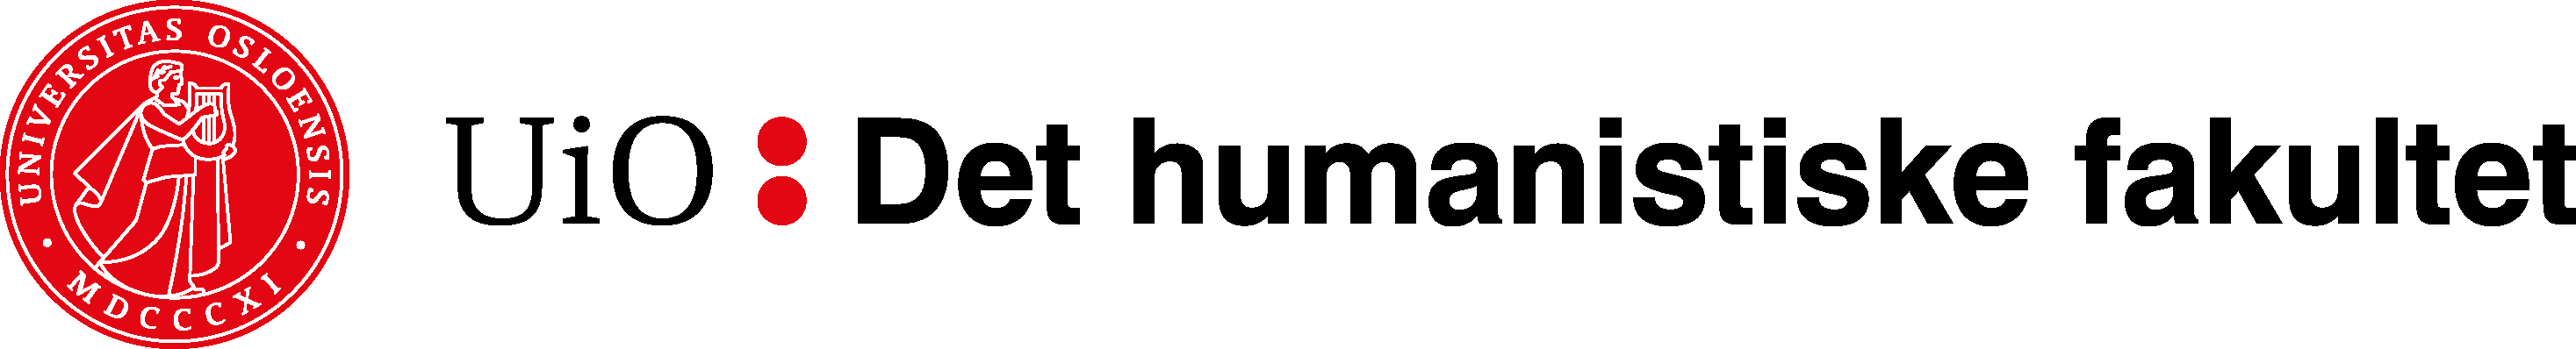 UNIVERSITAS OSLOENSIS
MDCCCXI
UiO : Det humanistiske fakultet